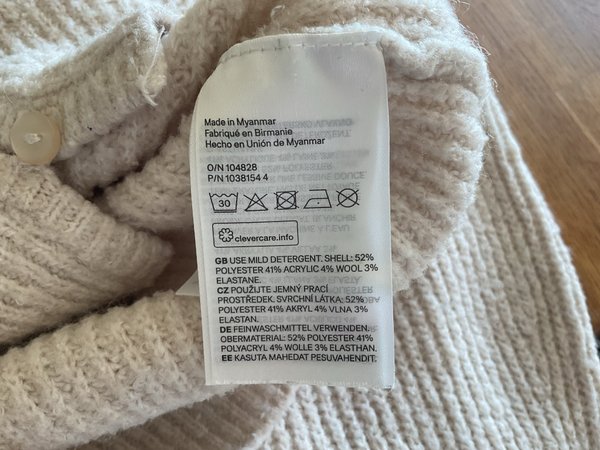 Made in Myanmar
Fabriqué en Birmanie
Hecho en Unión de Myanmar
O/N 104828
P/N 1038154 4
30
clevercare.info
GB USE MILD DETERGENT. SHELL: 52%
POLYESTER 41% ACRYLIC 4% WOOL 3%
ELASTANE.
CZ POUŽIJTE JEMNÝ PRACÍ
PROSTŘEDEK. SVRCHNÍ LÁTKA: 52%
POLYESTER 41% AKRYL 4% VLNA 3%
ELASTAN.
DE FEINWASCHMITTEL VERWENDEN.
OBERMATERIAL: 52% POLYESTER 41%
POLYACRYL 4% WOLLE 3% ELASTHAN.
EE KASUTA MAHEDAT PESUVAHENDIT.